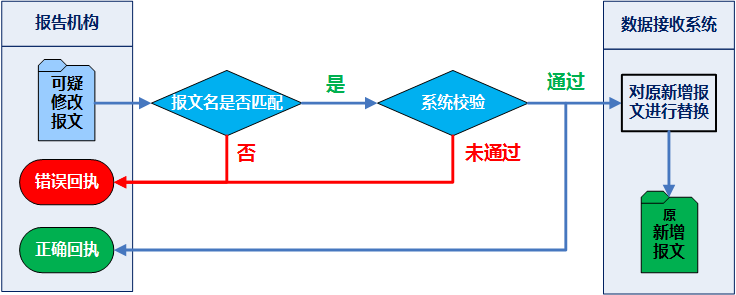 报告机构
数据接收系统
可疑
修改
报文
报文名是否匹配
是
系统校验
通过
对原新增报
文进行替换
否
未通过
错误回执
正确回执
原
新增
报文